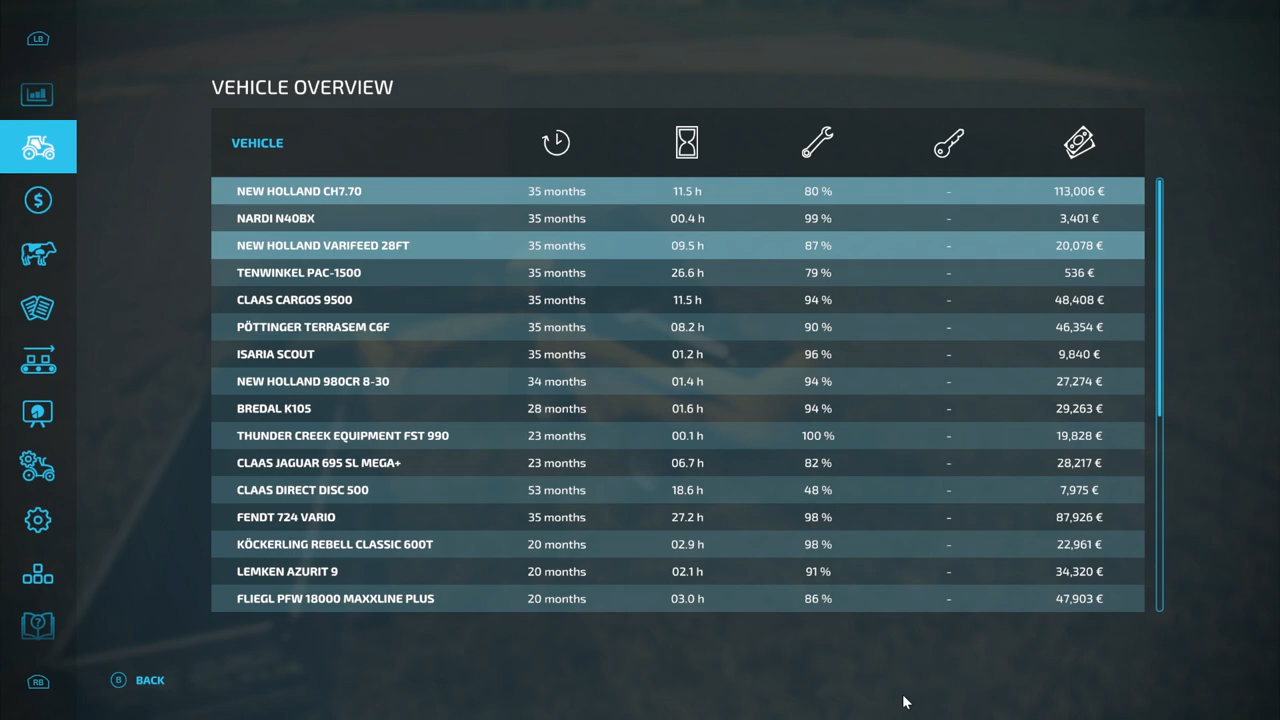 LB
VEHICLE OVERVIEW
VEHICLE
NEW HOLLAND CH7.70 35 months 11.5 h 80 % - 113,006 €
NARDI N40BX 35 months 00.4 h 99 % - 3,401 €
NEW HOLLAND VARIFEED 28FT 35 months 09.5 h 87 % - 20,078 €
TENWINKEL PAC-1500 35 months 26.6 h 79 % - 536 €
CLAAS CARGOS 9500 35 months 11.5 h 94 % - 48,408 €
PÖTTINGER TERRASEM C6F 35 months 08.2 h 90 % - 46,354 €
ISARIA SCOUT 35 months 01.2 h 96 % - 9,840 €
NEW HOLLAND 980CR 8-30 34 months 01.4 h 94 % - 27,274 €
BREDAL K105 28 months 01.6 h 94 % - 29,263 €
THUNDER CREEK EQUIPMENT FST 990 23 months 00.1 h 100 % - 19,828 €
CLAAS JAGUAR 695 SL MEGA+ 23 months 06.7 h 82 % - 28,217 €
CLAAS DIRECT DISC 500 53 months 18.6 h 48 % - 7,975 €
FENDT 724 VARIO 35 months 27.2 h 98 % - 87,926 €
KÖCKERLING REBELL CLASSIC 600T 20 months 02.9 h 98 % - 22,961 €
LEMKEN AZURIT 9 20 months 02.1 h 91 % - 34,320 €
FLIEGL PFW 18000 MAXXLINE PLUS 20 months 03.0 h 86 % - 47,903 €
RB
B BACK